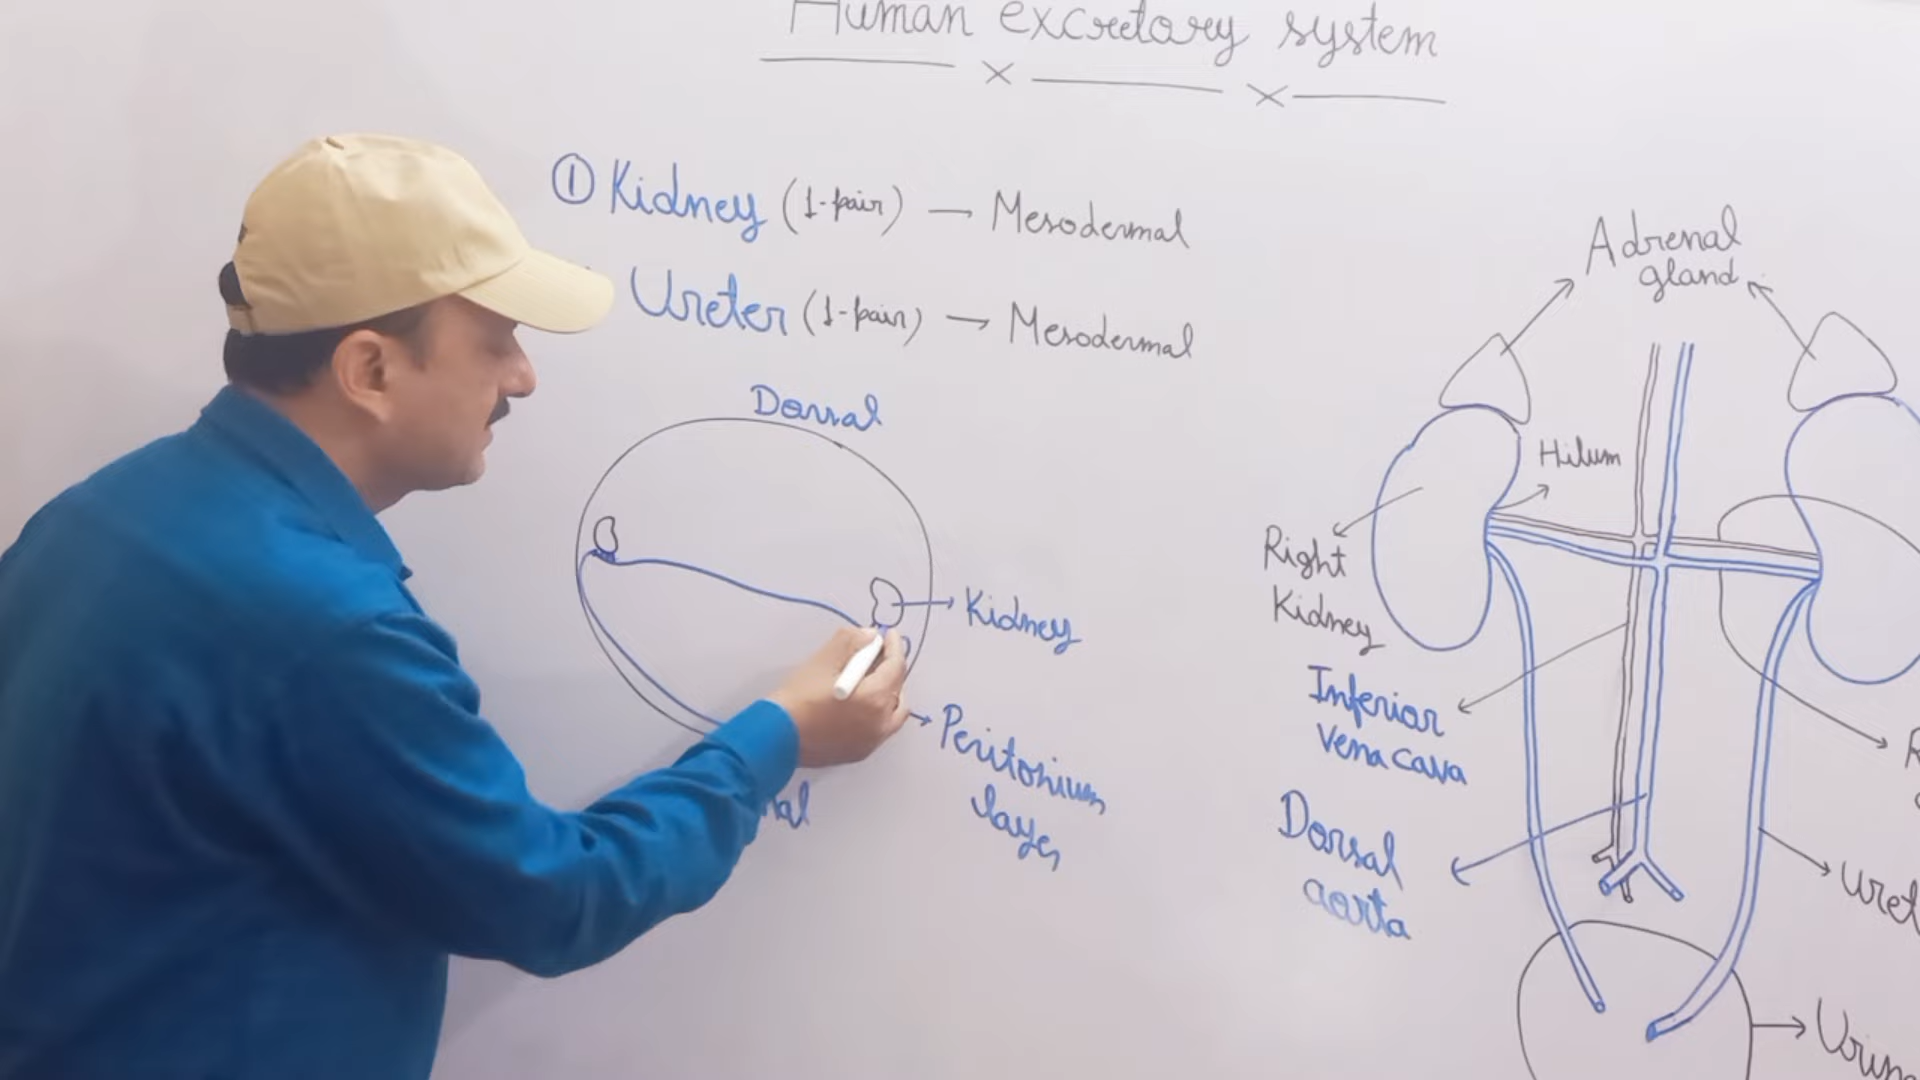 Human excretory system
① Kidney (1-pair) — Mesodermal
Ureter (1-pair) → Mesodermal
Dorsal
Kidney
Peritonium
layer
Adrenal
gland
Hilum
Right
Kidney
Inferior
vena cava
Dorsal
aorta